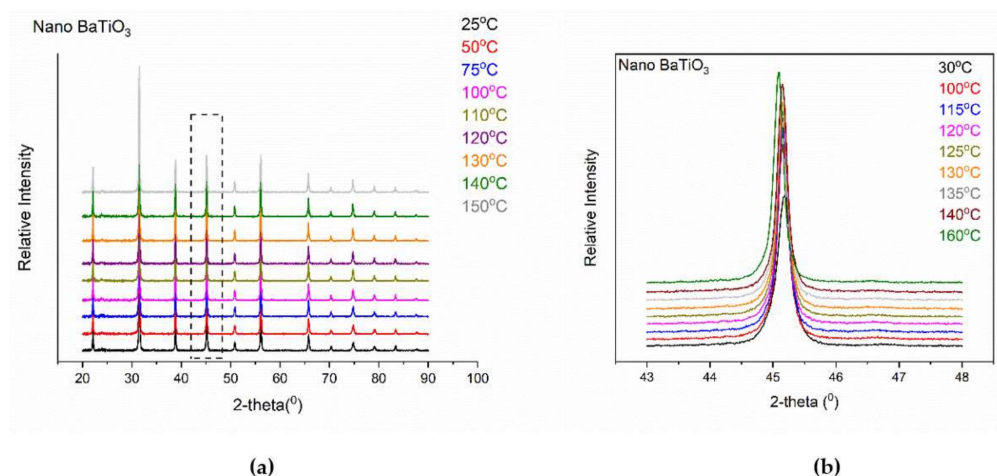 Nano BaTiO₃
25°C
50°C
75°C
100°C
110°C
120°C
130°C
140°C
150°C
Relative Intensity
20 30 40 50 60 70 80 90 100
2-theta(⁰)
(a)
Nano BaTiO₃
30°C
100°C
115°C
120°C
125°C
130°C
135°C
140°C
160°C
Relative Intensity
43 44 45 46 47 48
2-theta (⁰)
(b)